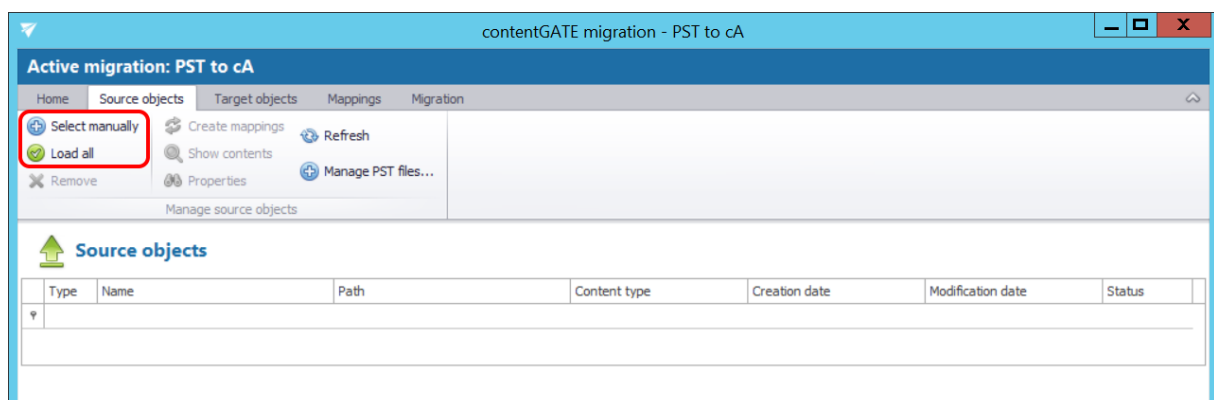 contentGATE migration - PST to cA
Active migration: PST to cA
Home Source objects Target objects Mappings Migration
Select manually Create mappings Refresh
Load all Show contents
Remove Properties Manage PST files...
Manage source objects
Source objects
Type Name Path Content type Creation date Modification date Status